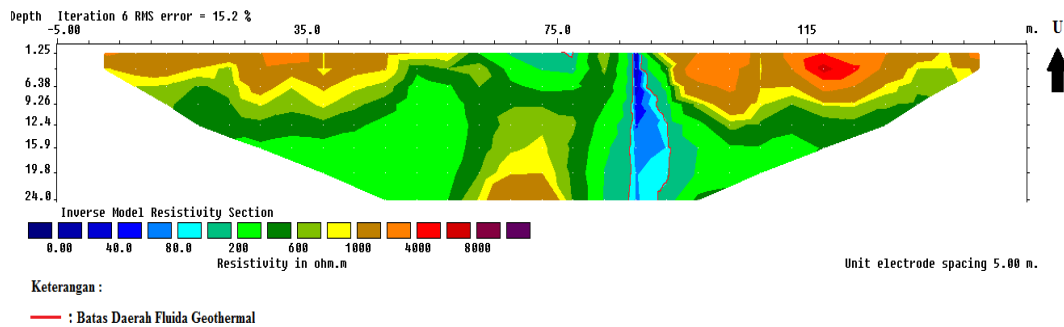 Depth Iteration 6 RMS error = 15.2 %
-5.00 35.0 75.0 115 m. U
1.25
6.38
9.26
12.4
15.9
19.8
24.0
Inverse Model Resistivity Section
0.00 40.0 80.0 200 600 1000 4000 8000
Resistivity in ohm.m
Unit electrode spacing 5.00 m.
Keterangan :
: Batas Daerah Fluida Geothermal